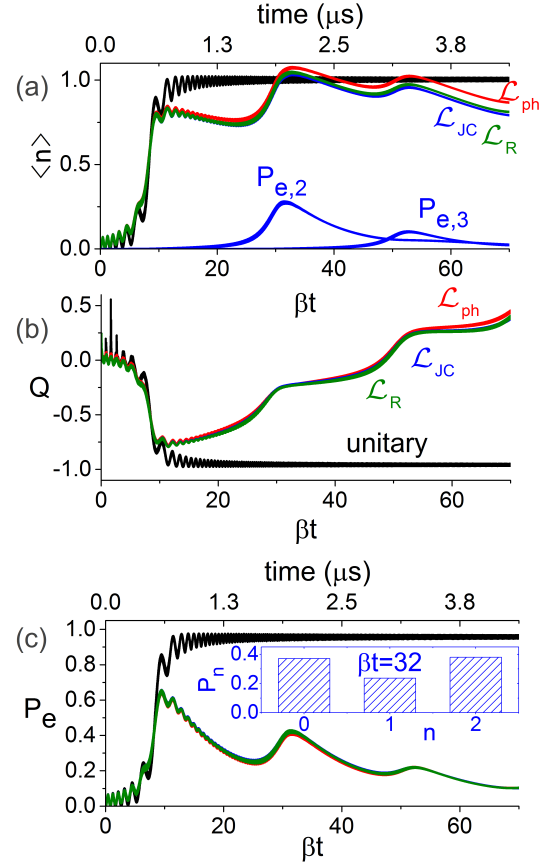 time (μs)
0.0 1.3 2.5 3.8
(a)
1.0
0.5
0.0
⟨n⟩
ℒph
ℒJC ℒR
Pe,2
Pe,3
0 20 40 60
βt
(b)
0.5
0.0
-0.5
-1.0
Q
ℒph
ℒJC
ℒR
unitary
0 20 40 60
βt
time (μs)
0.0 1.3 2.5 3.8
(c)
1.0
0.8
0.6
0.4
0.2
0.0
Pe
0.4
0.2
0.0
Pn
βt=32
0 1 2
n
0 20 40 60
βt